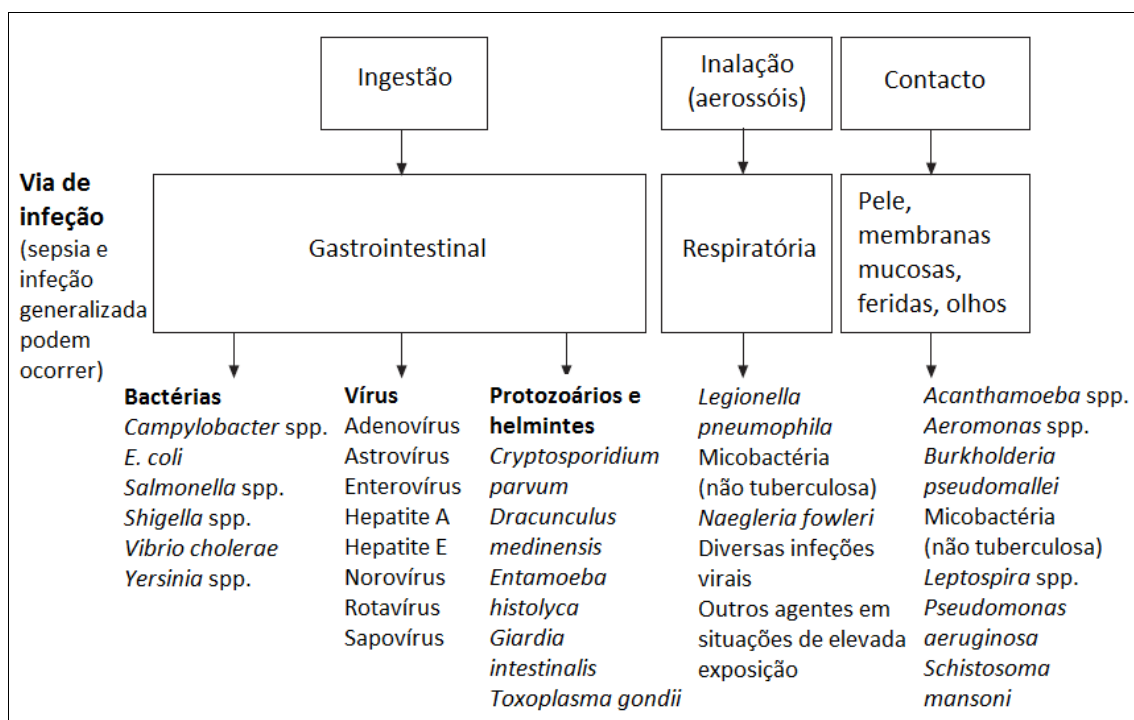 Ingestão
Inalação
(aerossóis)
Contacto
Via de
infeção
(sepsia e
infeção
generalizada
podem
ocorrer)
Gastrointestinal
Respiratória
Pele,
membranas
mucosas,
feridas, olhos
Bactérias
Campylobacter spp.
E. coli
Salmonella spp.
Shigella spp.
Vibrio cholerae
Yersinia spp.
Vírus
Adenovírus
Astrovírus
Enterovírus
Hepatite A
Hepatite E
Norovírus
Rotavírus
Sapovírus
Protozoários e
helmintes
Cryptosporidium
parvum
Dracunculus
medinensis
Entamoeba
histolyca
Giardia
intestinalis
Toxoplasma gondii
Legionella
pneumophila
Micobactéria
(não tuberculosa)
Naegleria fowleri
Diversas infeções
virais
Outros agentes em
situações de elevada
exposição
Acanthamoeba spp.
Aeromonas spp.
Burkholderia
pseudomallei
Micobactéria
(não tuberculosa)
Leptospira spp.
Pseudomonas
aeruginosa
Schistosoma
mansoni